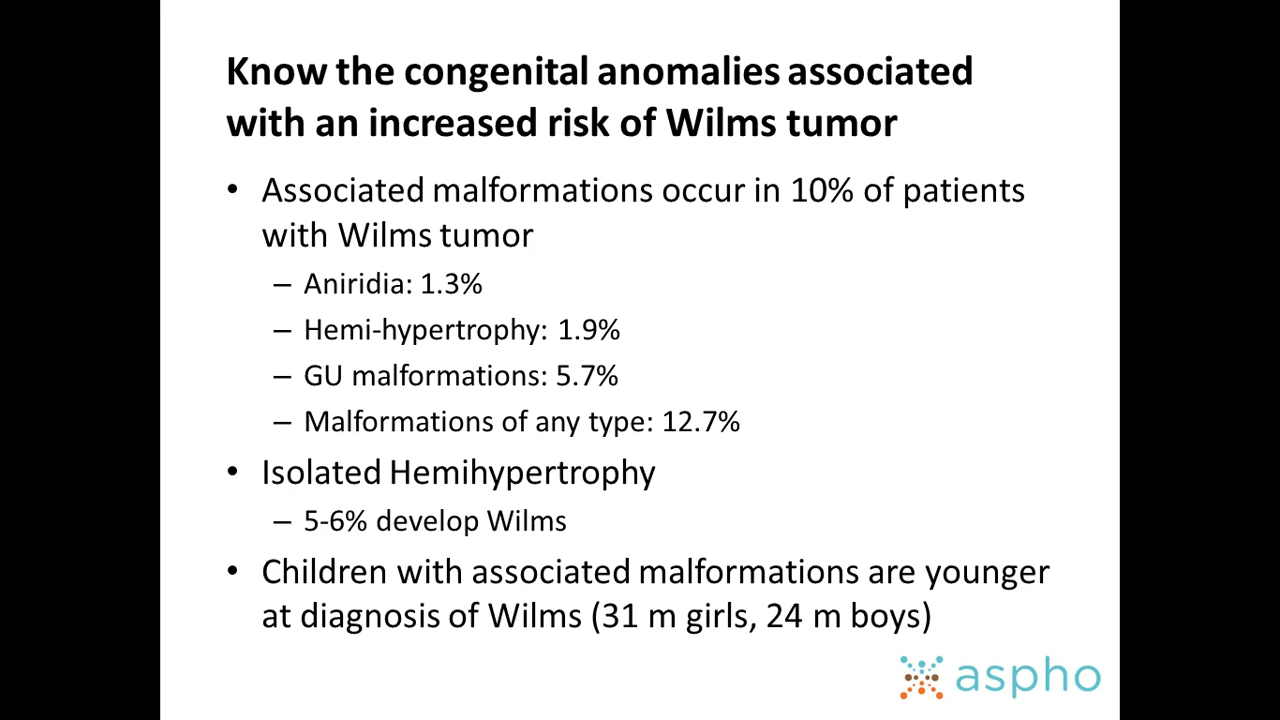 Know the congenital anomalies associated
with an increased risk of Wilms tumor
• Associated malformations occur in 10% of patients
with Wilms tumor
– Aniridia: 1.3%
– Hemi-hypertrophy: 1.9%
– GU malformations: 5.7%
– Malformations of any type: 12.7%
• Isolated Hemihypertrophy
– 5-6% develop Wilms
• Children with associated malformations are younger
at diagnosis of Wilms (31 m girls, 24 m boys)
aspho